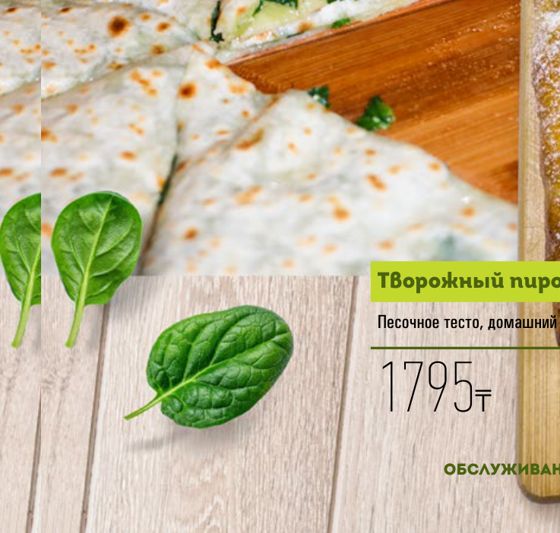 Творожный пиро
Песочное тесто, домашний
1795₸
ОБСЛУЖИВАН